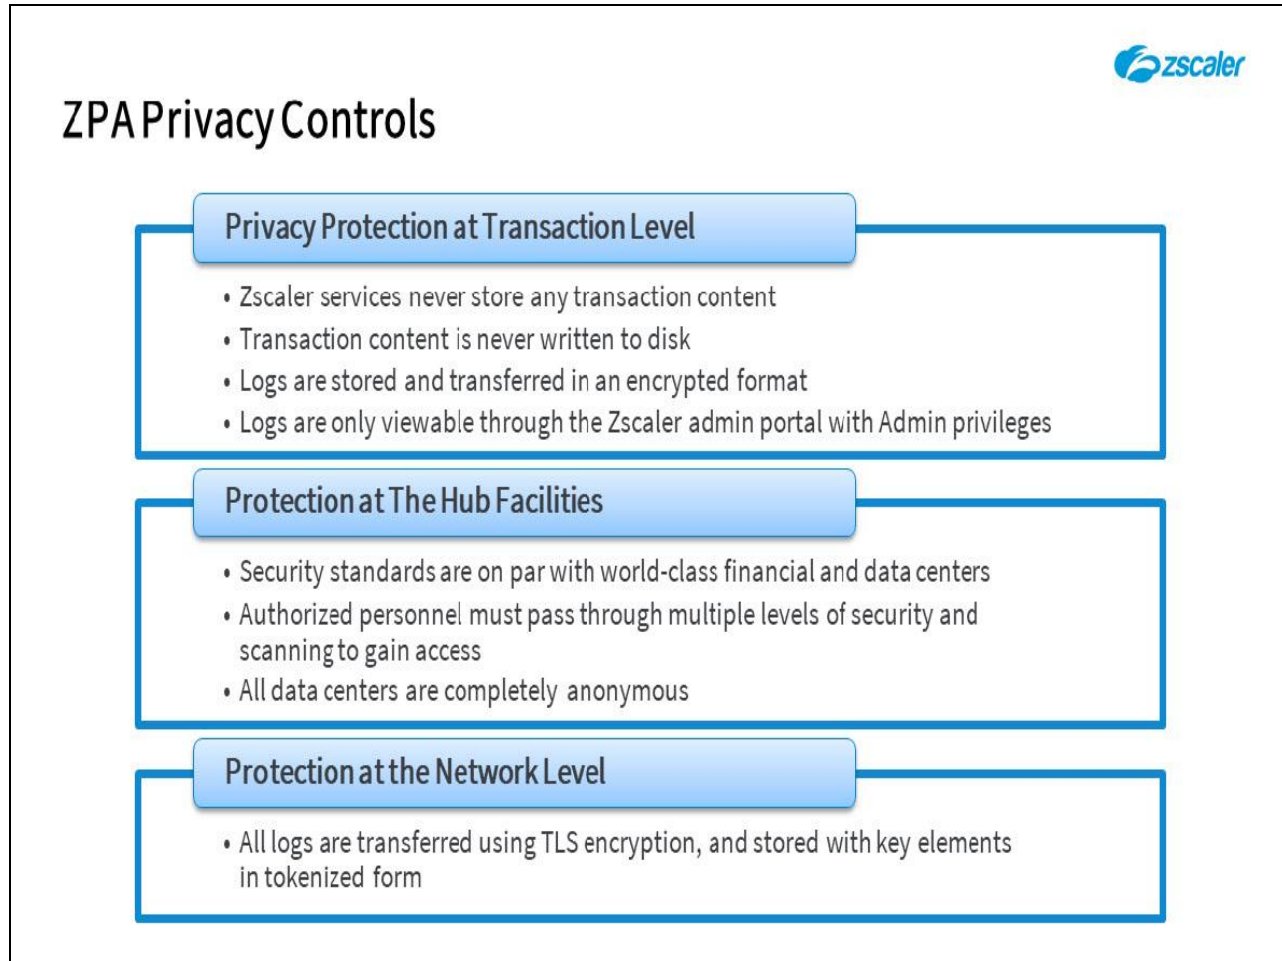 zscaler
ZPA Privacy Controls
Privacy Protection at Transaction Level
• Zscaler services never store any transaction content
• Transaction content is never written to disk
• Logs are stored and transferred in an encrypted format
• Logs are only viewable through the Zscaler admin portal with Admin privileges
Protection at The Hub Facilities
• Security standards are on par with world-class financial and data centers
• Authorized personnel must pass through multiple levels of security and
scanning to gain access
• All data centers are completely anonymous
Protection at the Network Level
• All logs are transferred using TLS encryption, and stored with key elements
in tokenized form